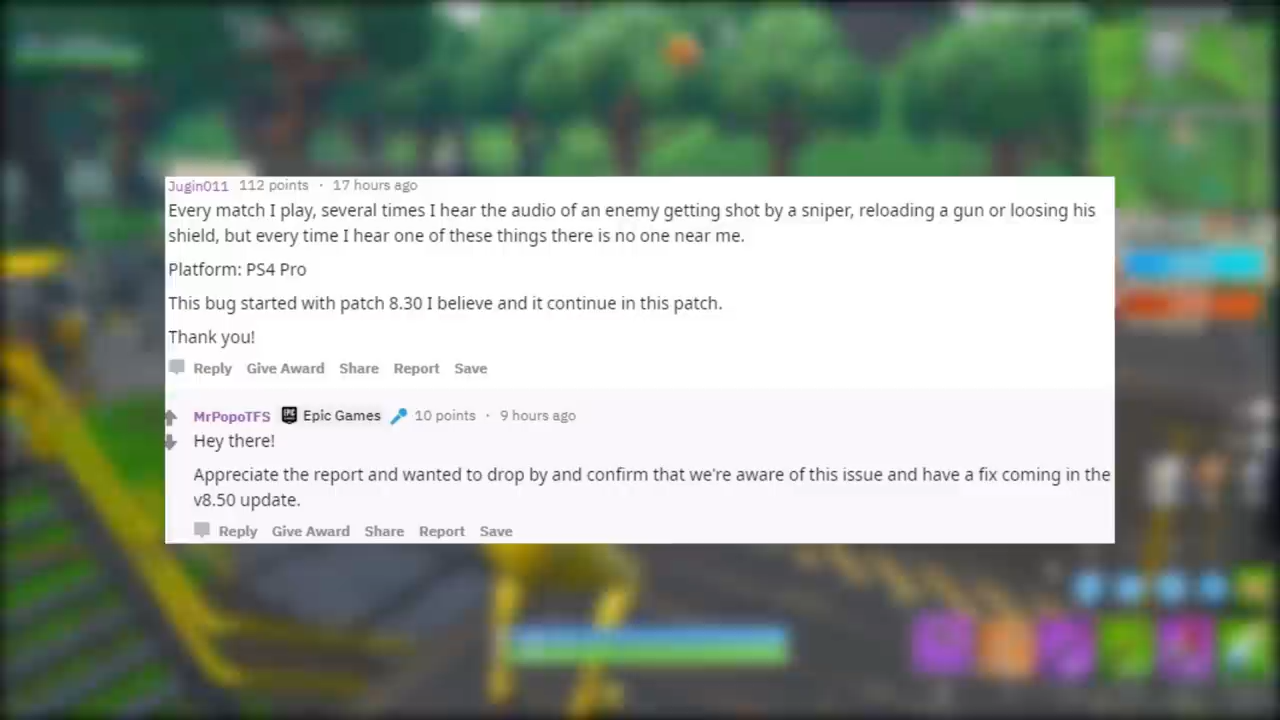 Jugin011 112 points · 17 hours ago
Every match I play, several times I hear the audio of an enemy getting shot by a sniper, reloading a gun or loosing his
shield, but every time I hear one of these things there is no one near me.
Platform: PS4 Pro
This bug started with patch 8.30 I believe and it continue in this patch.
Thank you!
Reply Give Award Share Report Save
MrPopoTFS EPIC Epic Games 10 points · 9 hours ago
Hey there!
Appreciate the report and wanted to drop by and confirm that we're aware of this issue and have a fix coming in the
v8.50 update.
Reply Give Award Share Report Save